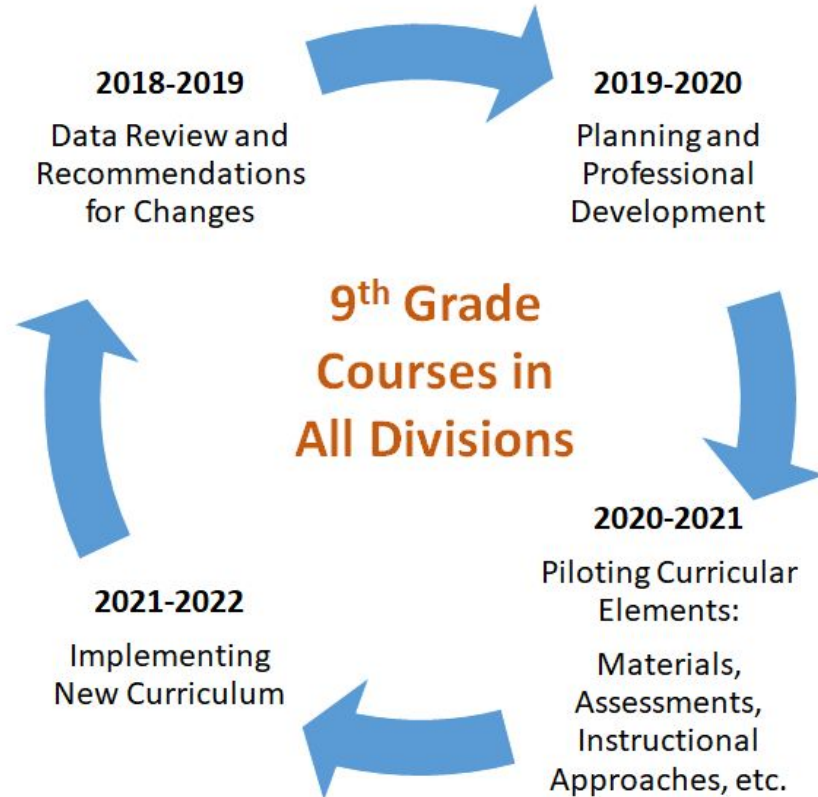 2018-2019
Data Review and
Recommendations
for Changes
2019-2020
Planning and
Professional
Development
9th Grade
Courses in
All Divisions
2020-2021
Piloting Curricular
Elements:
Materials,
Assessments,
Instructional
Approaches, etc.
2021-2022
Implementing
New Curriculum